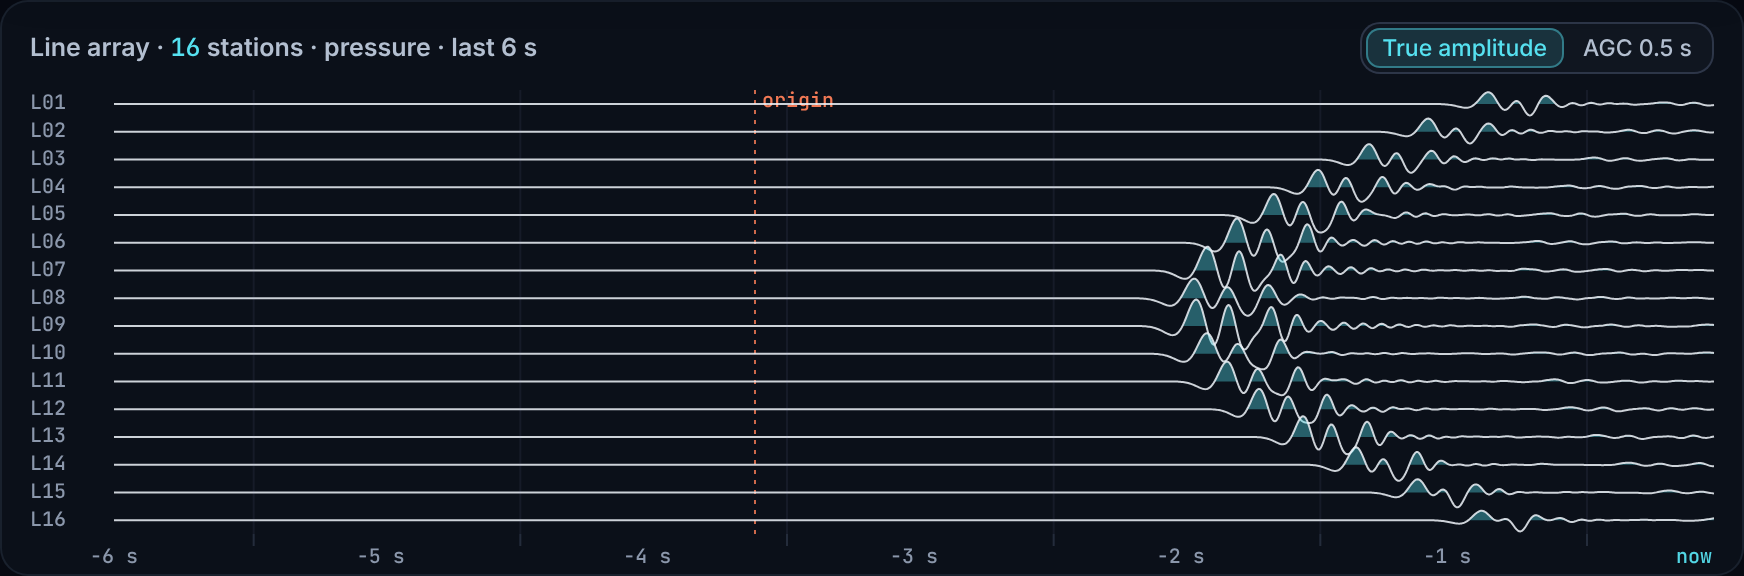 Line array · 16 stations · pressure · last 6 s
True amplitude AGC 0.5 s
origin
L01
L02
L03
L04
L05
L06
L07
L08
L09
L10
L11
L12
L13
L14
L15
L16
-6 s -5 s -4 s -3 s -2 s -1 s now